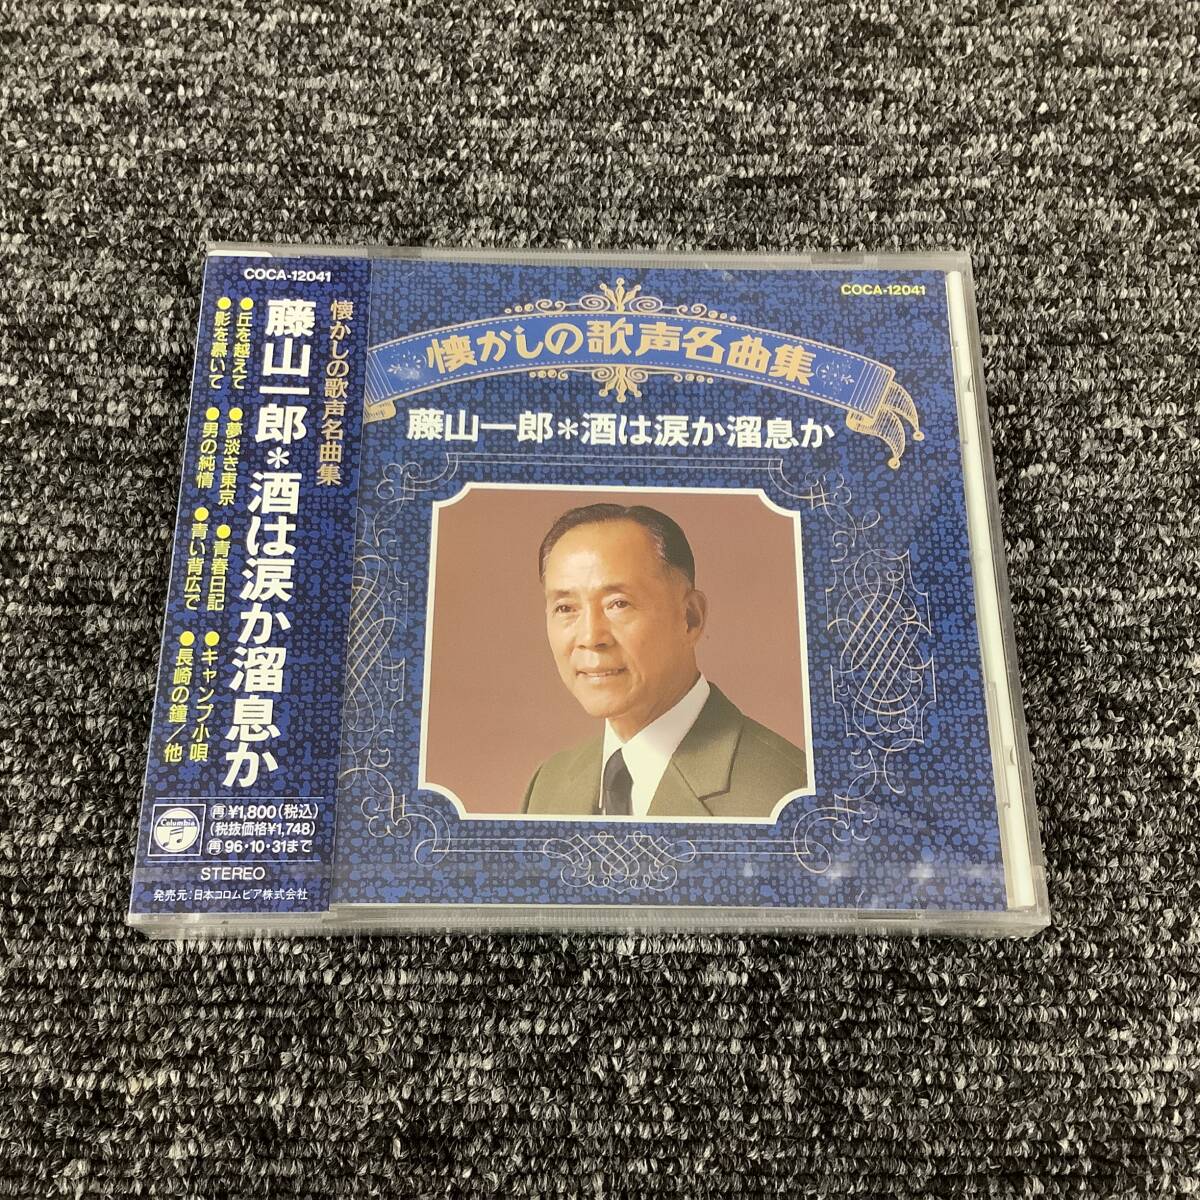 COCA-12041
懐かしの歌声名曲集
藤山一郎＊酒は涙か溜息か
●丘を越えて ●夢淡き東京 ●青春日記 ●キャンプ小唄
●影を慕いて ●男の純情 ●青い背広で ●長崎の鐘／他
Columbia
再¥1,800(税込)
(税抜価格¥1,748)
再96・10・31まで
STEREO
発売元:日本コロムビア株式会社
COCA-12041
懐かしの歌声名曲集
藤山一郎＊酒は涙か溜息か